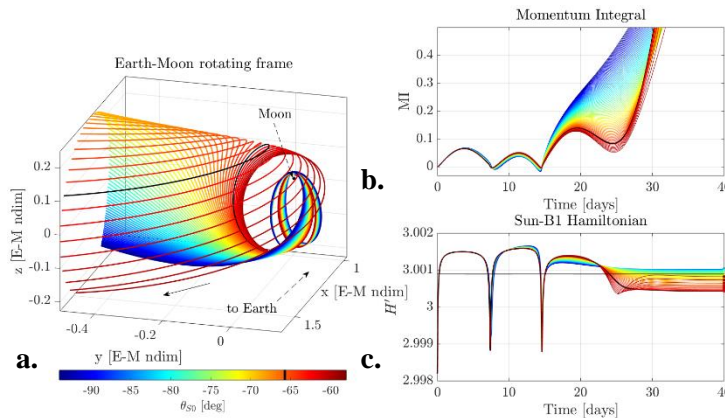 Earth-Moon rotating frame
Moon
z [E-M ndim]
0.2
0.1
0
-0.1
-0.2
to Earth
1
1.5
x [E-M ndim]
-0.4
-0.2
0
y [E-M ndim]
a.
-90
-85
-80
-75
-70
-65
-60
θSD [deg]
Momentum Integral
MI
0.4
0.3
0.2
0.1
0
0
10
20
30
40
b.
Time [days]
Sun-B1 Hamiltonian
H'
3.002
3.001
3
2.999
2.998
0
10
20
30
40
c.
Time [days]